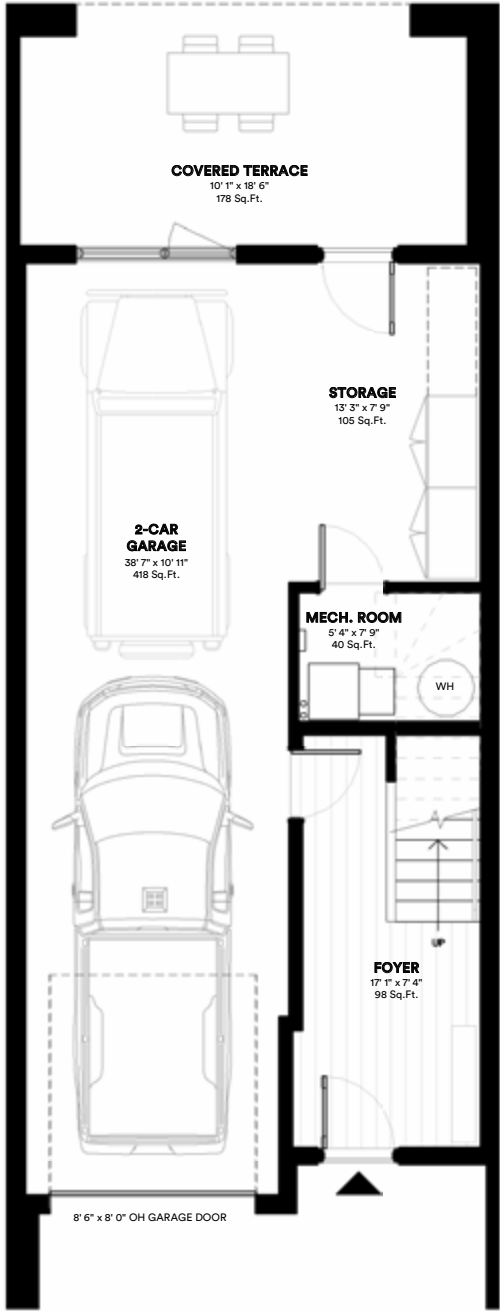 COVERED TERRACE
10' 1" x 18' 6"
178 Sq.Ft.
STORAGE
13' 3" x 7' 9"
105 Sq.Ft.
2-CAR
GARAGE
38' 7" x 10' 11"
418 Sq.Ft.
MECH. ROOM
5' 4" x 7' 9"
40 Sq.Ft.
WH
UP
FOYER
17' 1" x 7' 4"
98 Sq.Ft.
8' 6" x 8' 0" OH GARAGE DOOR